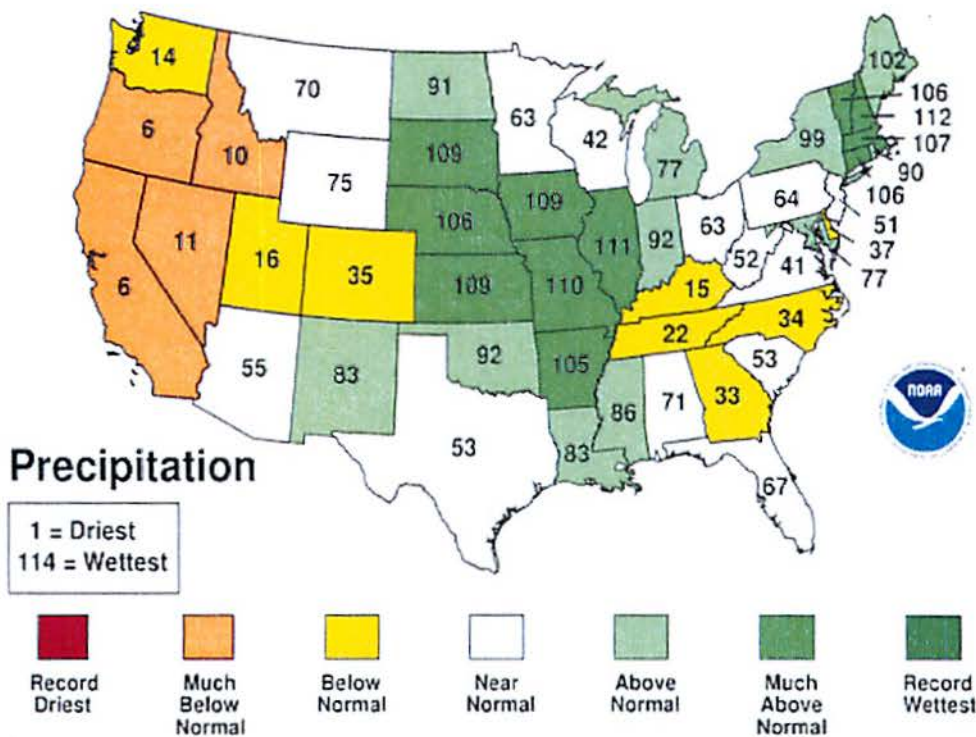 14
70
91
63
102
6
10
109
42
77
99
106
112
107
75
90
106
109
64
51
11
106
111
92
63
52
37
16
35
41
77
6
109
110
15
34
22
55
83
92
105
53
86
71
33
53
83
67
NOAA
Precipitation
1 = Driest
114 = Wettest
Record
Driest
Much
Below
Normal
Below
Normal
Near
Normal
Above
Normal
Much
Above
Normal
Record
Wettest